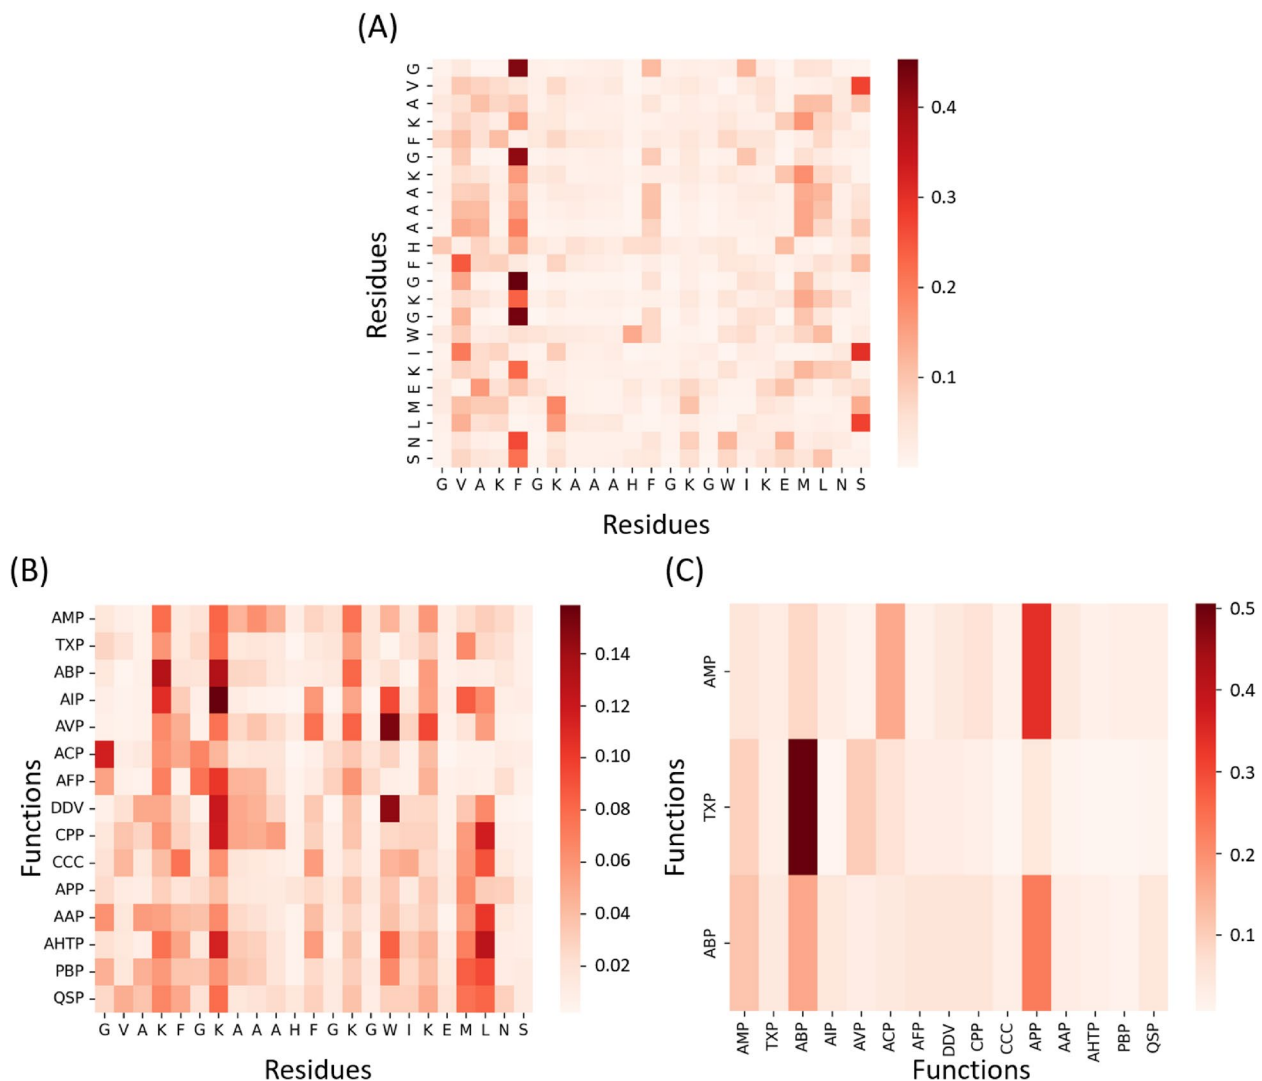 (A)
G
V
A
K
F
G
K
A
A
A
H
F
G
K
G
W
I
K
E
M
L
N
S
Residues
G V A K F G K A A A H F G K G W I K E M L N S
Residues
0.4
0.3
0.2
0.1
(B)
AMP
TXP
ABP
AIP
AVP
ACP
AFP
DDV
CPP
CCC
APP
AAP
AHTP
PBP
QSP
Functions
G V A K F G K A A A H F G K G W I K E M L N S
Residues
0.14
0.12
0.10
0.08
0.06
0.04
0.02
(C)
AMP
TXP
ABP
Functions
AMP TXP ABP AIP AVP ACP AFP DDV CPP CCC APP AAP AHTP PBP QSP
Functions
0.5
0.4
0.3
0.2
0.1